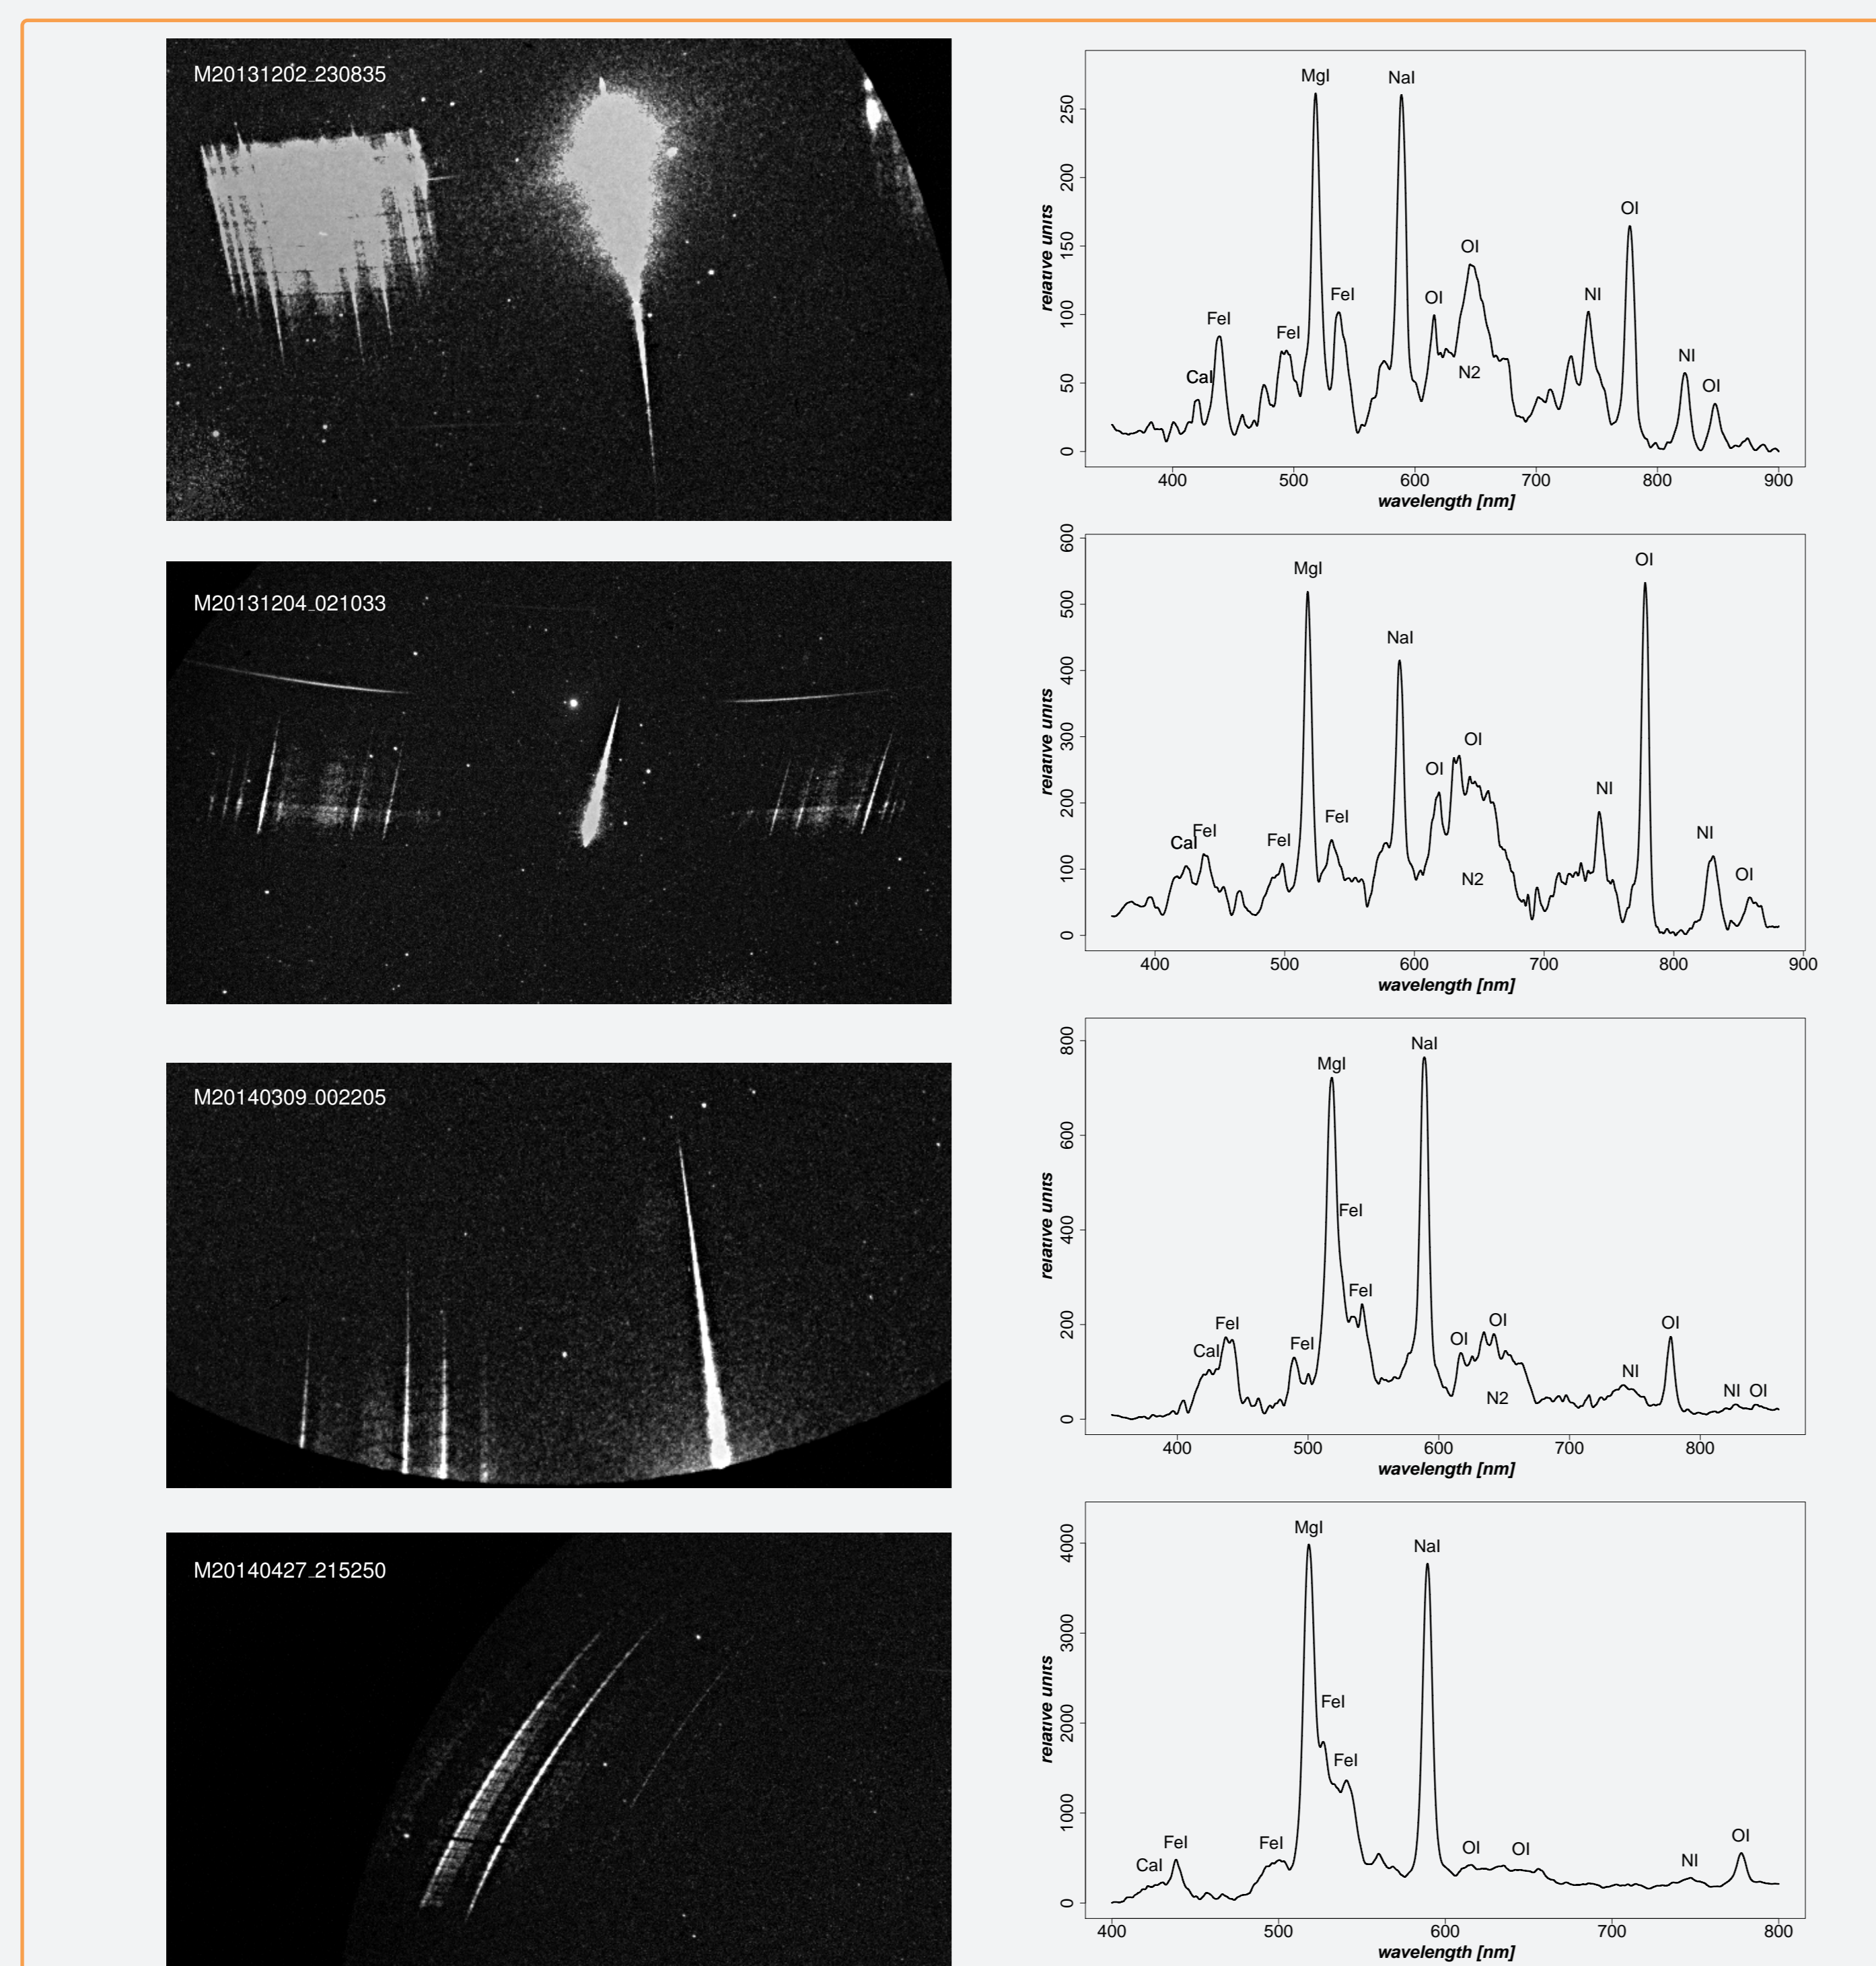 M20131202_230835
MgI
NaI
OI
OI
FeI
OI
NI
FeI
FeI
NI
CaI
N2
OI
relative units
0 50 100 150 200 250
400 500 600 700 800 900
wavelength [nm]
M20131204_021033
OI
MgI
NaI
OI
OI
NI
FeI
FeI
FeI
CaI
NI
N2
OI
relative units
0 100 200 300 400 500 600
400 500 600 700 800 900
wavelength [nm]
M20140309_002205
NaI
MgI
FeI
FeI
FeI
OI
OI
OI
FeI
CaI
NI
N2
NI OI
relative units
0 200 400 600 800
400 500 600 700 800
wavelength [nm]
M20140427_215250
MgI
NaI
FeI
FeI
FeI
FeI
OI
OI
OI
CaI
NI
relative units
0 1000 2000 3000 4000
400 500 600 700 800
wavelength [nm]